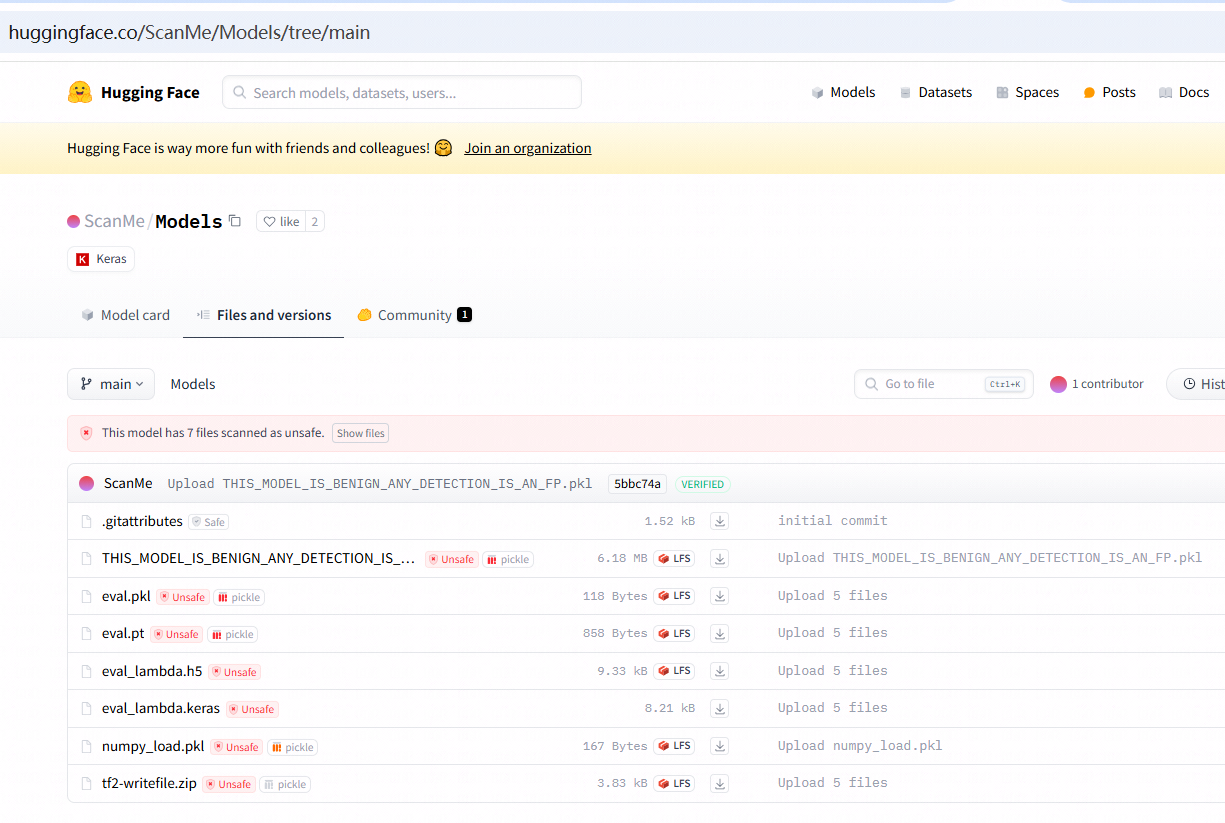 huggingface.co/ScanMe/Models/tree/main
Hugging Face Search models, datasets, users... Models Datasets Spaces Posts Docs
Hugging Face is way more fun with friends and colleagues! 🤗 Join an organization
ScanMe/Models like 2
K Keras
Model card Files and versions Community 1
main Models Go to file Ctrl+K 1 contributor Hist
This model has 7 files scanned as unsafe. Show files
ScanMe Upload THIS_MODEL_IS_BENIGN_ANY_DETECTION_IS_AN_FP.pkl 5bbc74a VERIFIED
.gitattributes Safe 1.52 kB initial commit
THIS_MODEL_IS_BENIGN_ANY_DETECTION_IS_... Unsafe pickle 6.18 MB LFS Upload THIS_MODEL_IS_BENIGN_ANY_DETECTION_IS_AN_FP.pkl
eval.pkl Unsafe pickle 118 Bytes LFS Upload 5 files
eval.pt Unsafe pickle 858 Bytes LFS Upload 5 files
eval_lambda.h5 Unsafe 9.33 kB LFS Upload 5 files
eval_lambda.keras Unsafe 8.21 kB Upload 5 files
numpy_load.pkl Unsafe pickle 167 Bytes LFS Upload numpy_load.pkl
tf2-writefile.zip Unsafe pickle 3.83 kB LFS Upload 5 files